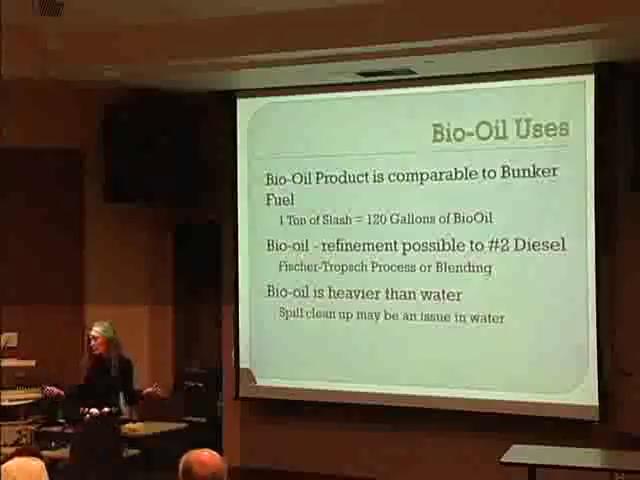 Bio-Oil Uses
Bio-Oil Product is comparable to Bunker
Fuel
1 Ton of Slash = 120 Gallons of BioOil
Bio-oil - refinement possible to #2 Diesel
Fischer-Tropsch Process or Blending
Bio-oil is heavier than water
Spill clean up may be an issue in water